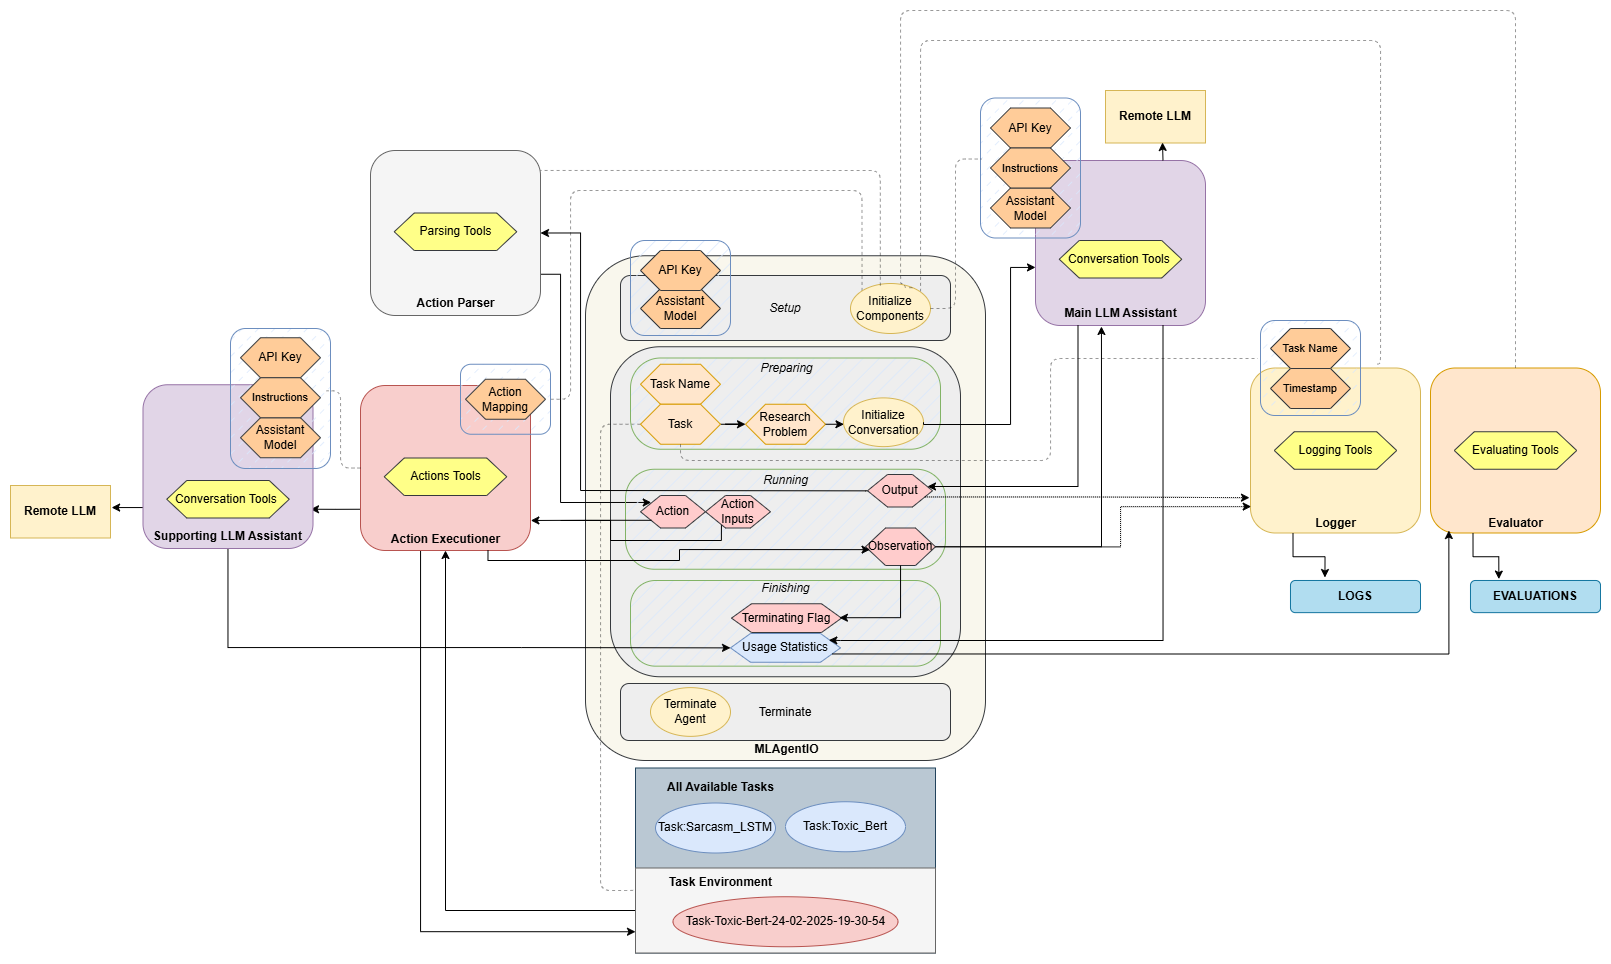 Remote LLM
API Key
Instructions
Assistant
Model
Conversation Tools
Main LLM Assistant
Parsing Tools
Action Parser
API Key
Assistant
Model
Setup
Initialize
Components
API Key
Instructions
Assistant
Model
Conversation Tools
Supporting LLM Assistant
Remote LLM
Action
Mapping
Actions Tools
Action Executioner
Preparing
Task Name
Task
Research
Problem
Initialize
Conversation
Running
Output
Action
Action
Inputs
Observation
Finishing
Terminating Flag
Usage Statistics
Terminate
Agent
Terminate
MLAgentIO
Task Name
Timestamp
Logging Tools
Logger
Evaluating Tools
Evaluator
LOGS
EVALUATIONS
All Available Tasks
Task:Sarcasm_LSTM
Task:Toxic_Bert
Task Environment
Task-Toxic-Bert-24-02-2025-19-30-54